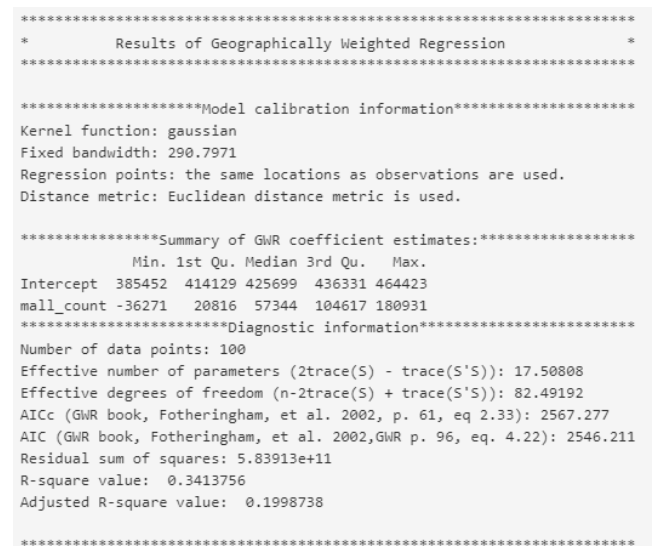 ***********************************************************************
*          Results of Geographically Weighted Regression              *
***********************************************************************
*********************Model calibration information*********************
Kernel function: gaussian
Fixed bandwidth: 290.7971
Regression points: the same locations as observations are used.
Distance metric: Euclidean distance metric is used.
****************Summary of GWR coefficient estimates:******************
Min. 1st Qu. Median 3rd Qu. Max.
Intercept 385452 414129 425699 436331 464423
mall_count -36271 20816 57344 104617 180931
************************Diagnostic information*************************
Number of data points: 100
Effective number of parameters (2trace(S) - trace(S'S)): 17.50808
Effective degrees of freedom (n-2trace(S) + trace(S'S)): 82.49192
AICc (GWR book, Fotheringham, et al. 2002, p. 61, eq 2.33): 2567.277
AIC (GWR book, Fotheringham, et al. 2002,GWR p. 96, eq. 4.22): 2546.211
Residual sum of squares: 5.83913e+11
R-square value: 0.3413756
Adjusted R-square value: 0.1998738
***********************************************************************